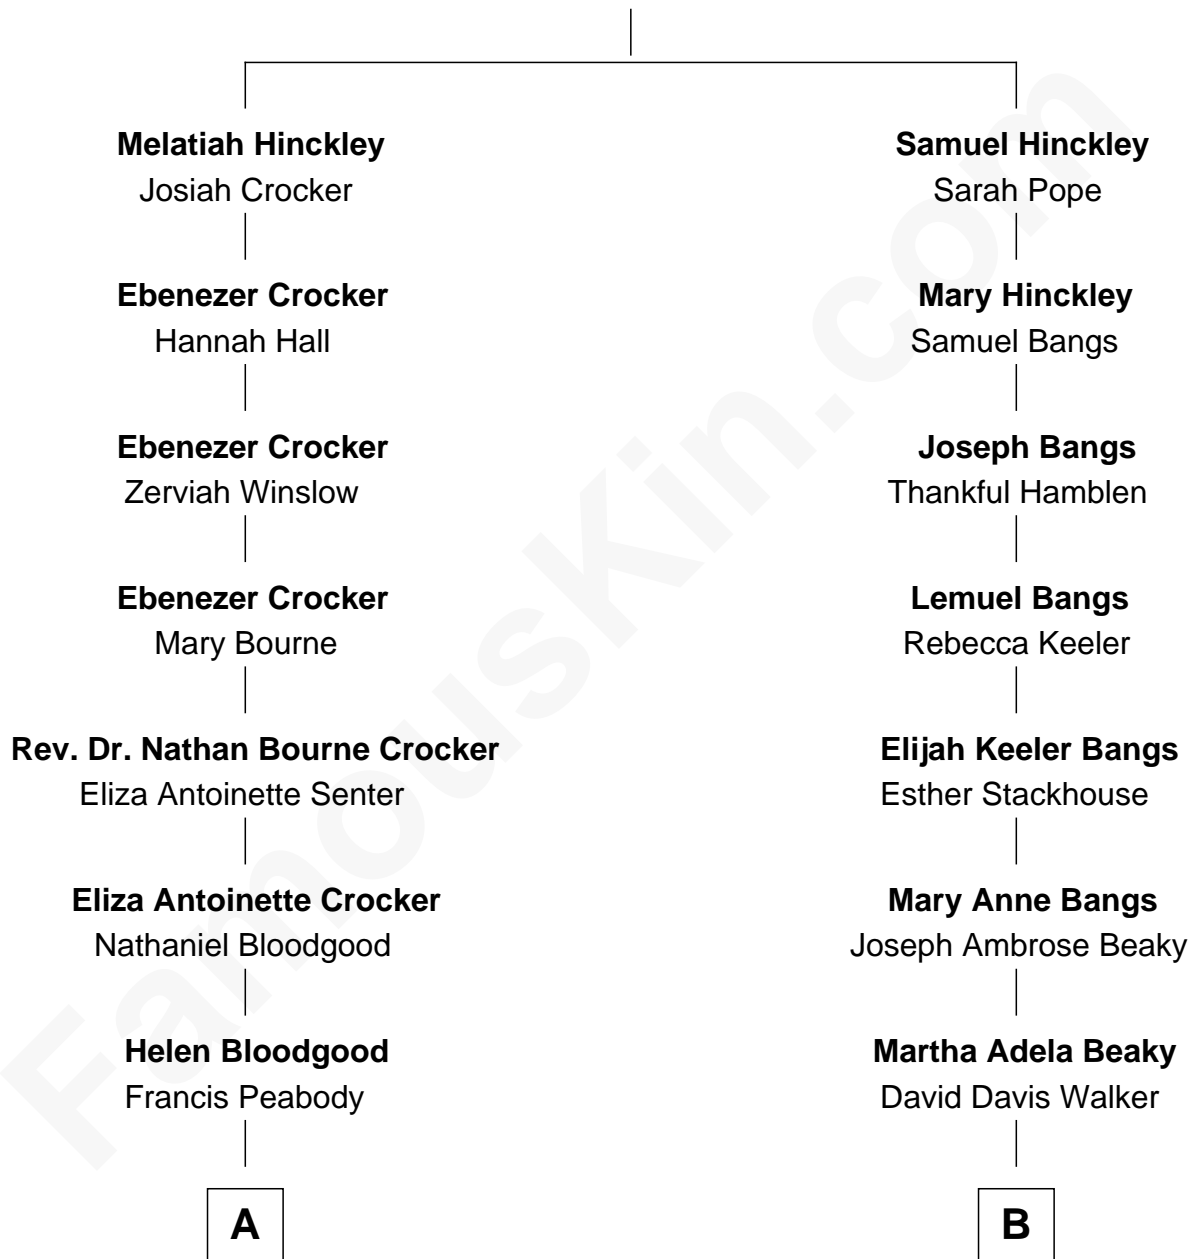 Melatiah Hinckley
Josiah Crocker
Ebenezer Crocker
Hannah Hall
Ebenezer Crocker
Zerviah Winslow
Ebenezer Crocker
Mary Bourne
Rev. Dr. Nathan Bourne Crocker
Eliza Antoinette Senter
Eliza Antoinette Crocker
Nathaniel Bloodgood
Helen Bloodgood
Francis Peabody
A
Samuel Hinckley
Sarah Pope
Mary Hinckley
Samuel Bangs
Joseph Bangs
Thankful Hamblen
Lemuel Bangs
Rebecca Keeler
Elijah Keeler Bangs
Esther Stackhouse
Mary Anne Bangs
Joseph Ambrose Beaky
Martha Adela Beaky
David Davis Walker
B
FamousKin.com